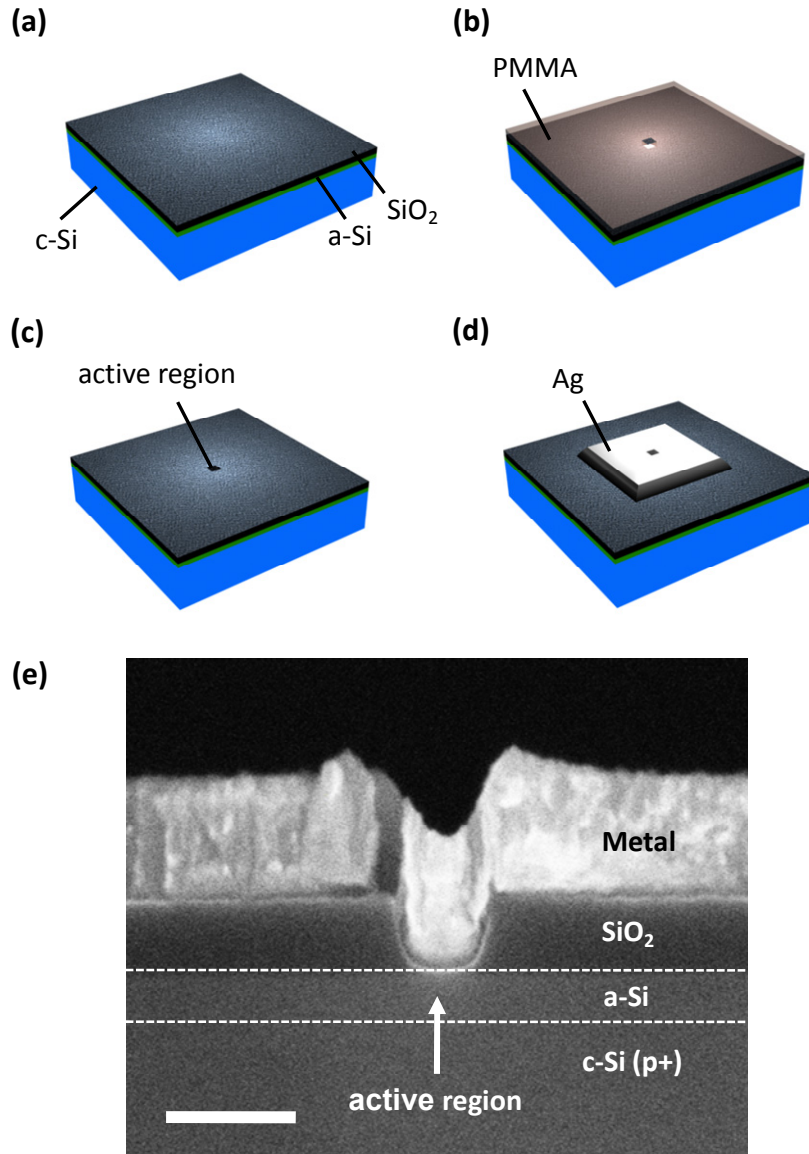 (a)
(b)
PMMA
SiO₂
a-Si
c-Si
(c)
(d)
active region
Ag
(e)
Metal
SiO₂
a-Si
c-Si (p+)
active region